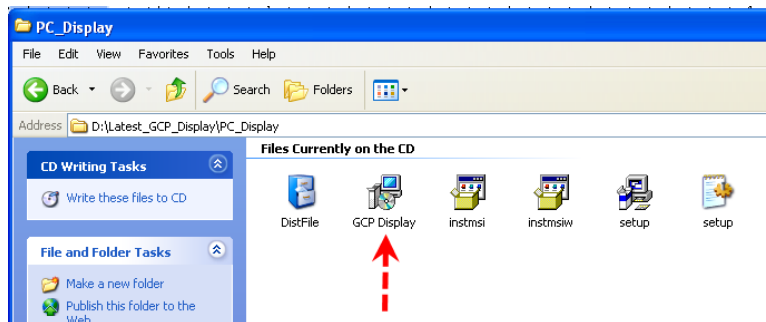 PC_Display
File Edit View Favorites Tools Help
Back Search Folders
Address D:\Latest_GCP_Display\PC_Display
Files Currently on the CD
CD Writing Tasks
Write these files to CD
DistFile GCP Display instmsi instmsiw setup setup
File and Folder Tasks
Make a new folder
Publish this folder to the
Web